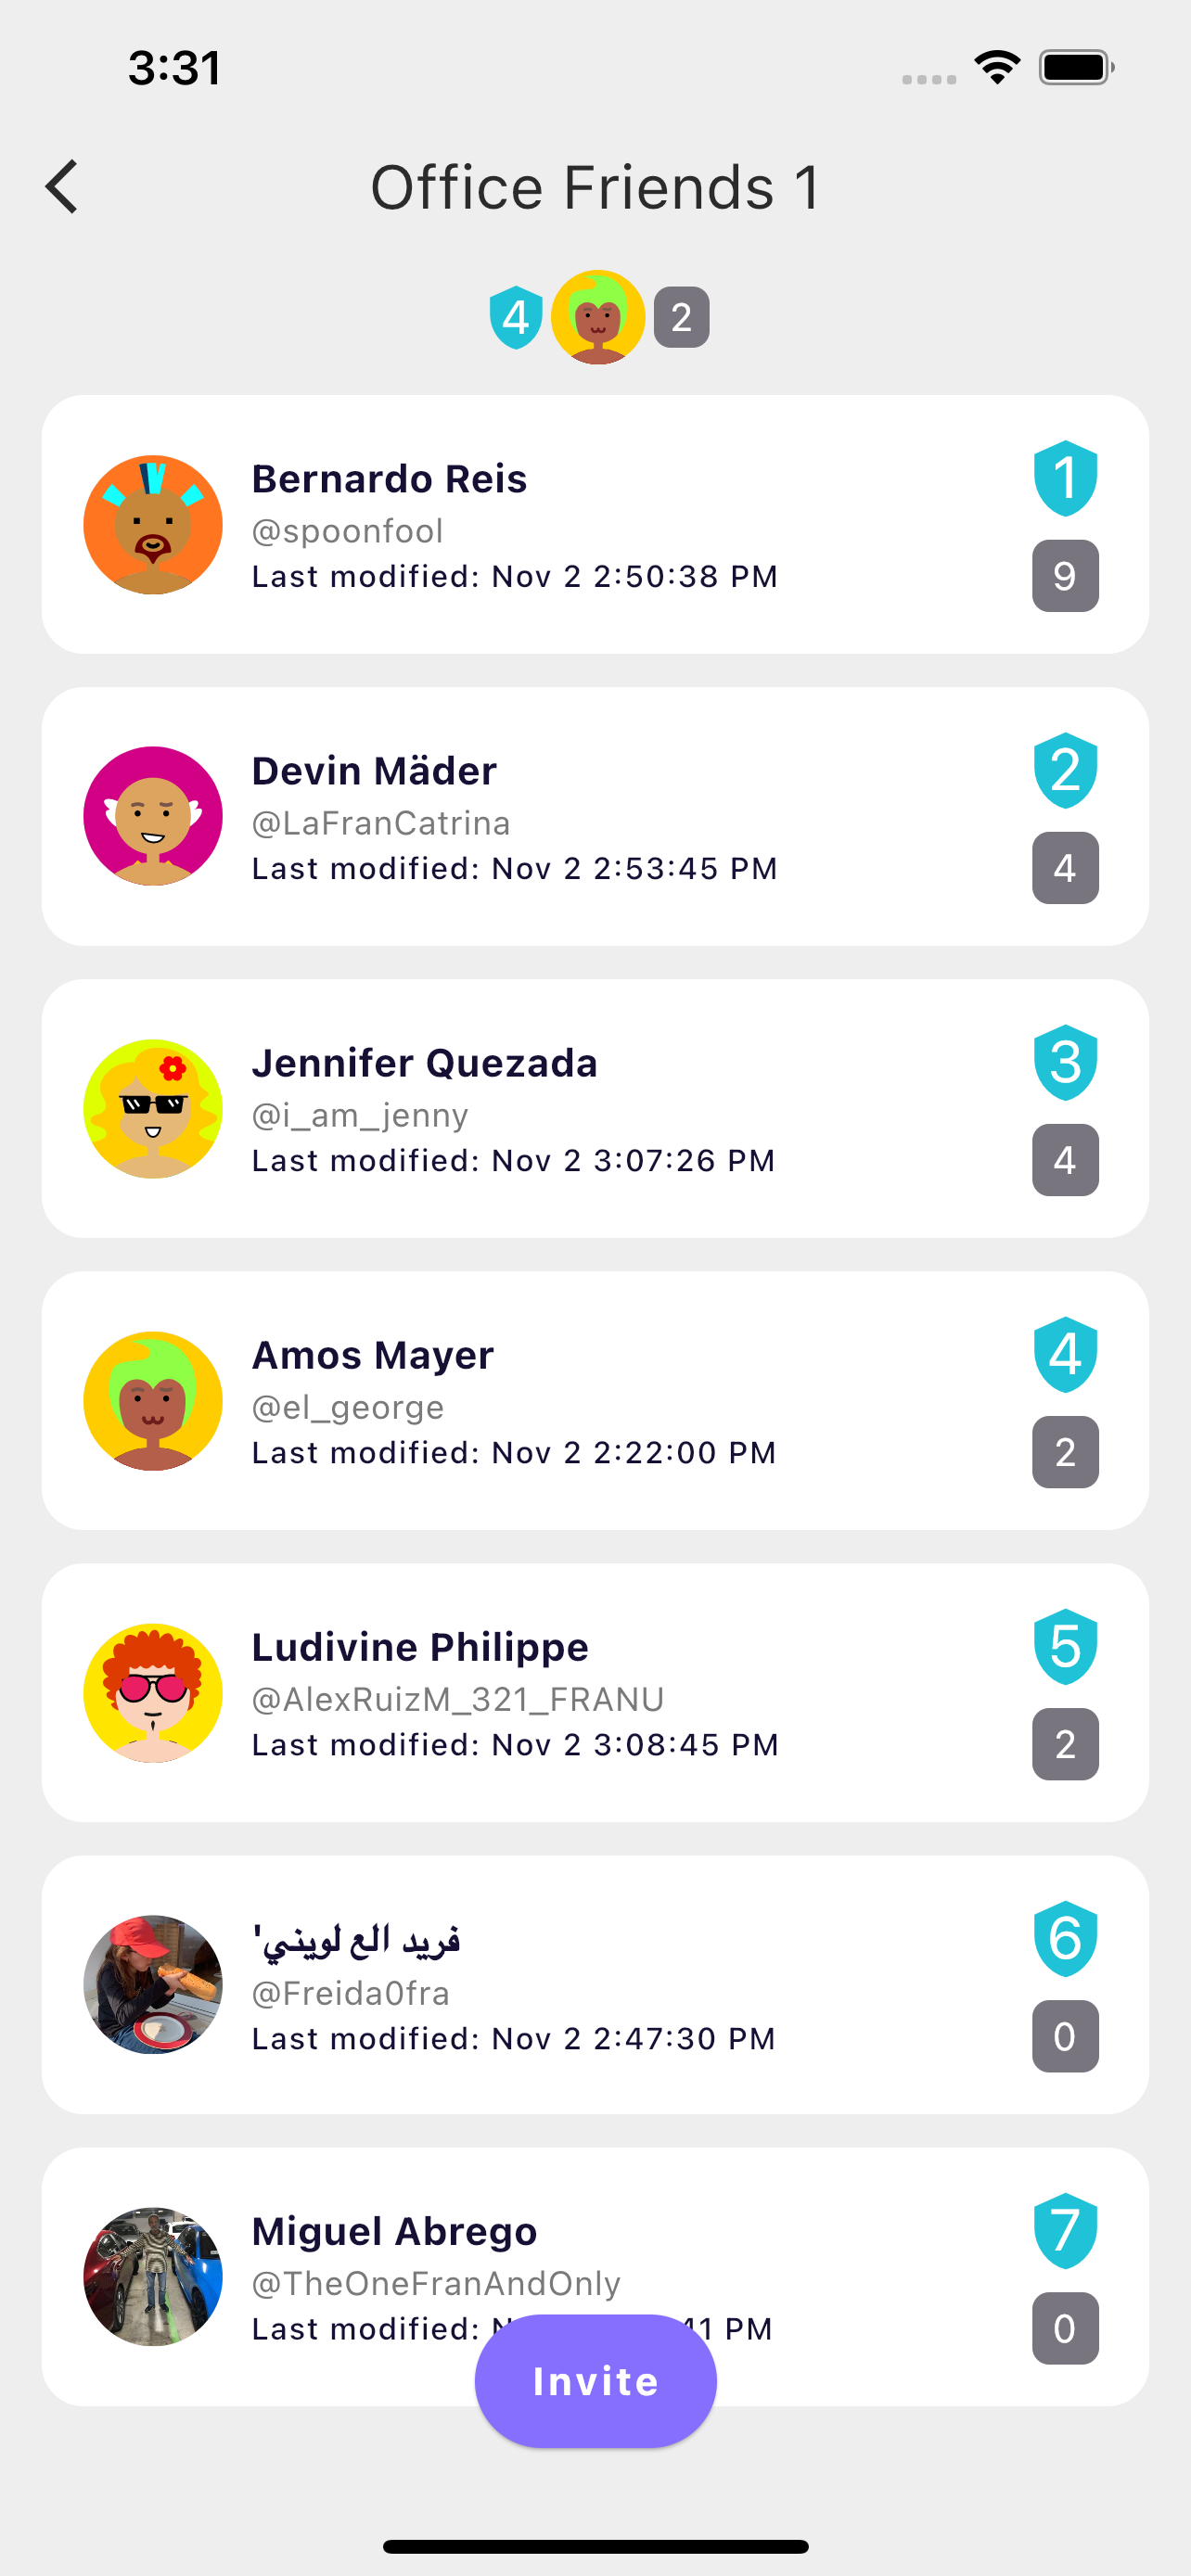 3:31
Office Friends 1
4 2
Bernardo Reis
@spoonfool
Last modified: Nov 2 2:50:38 PM
1
9
Devin Mäder
@LaFranCatrina
Last modified: Nov 2 2:53:45 PM
2
4
Jennifer Quezada
@i_am_jenny
Last modified: Nov 2 3:07:26 PM
3
4
Amos Mayer
@el_george
Last modified: Nov 2 2:22:00 PM
4
2
Ludivine Philippe
@AlexRuizM_321_FRANU
Last modified: Nov 2 3:08:45 PM
5
2
فريد الع لويني'
@Freida0fra
Last modified: Nov 2 2:47:30 PM
6
0
Miguel Abrego
@TheOneFranAndOnly
Last modified: PM
7
0
Invite